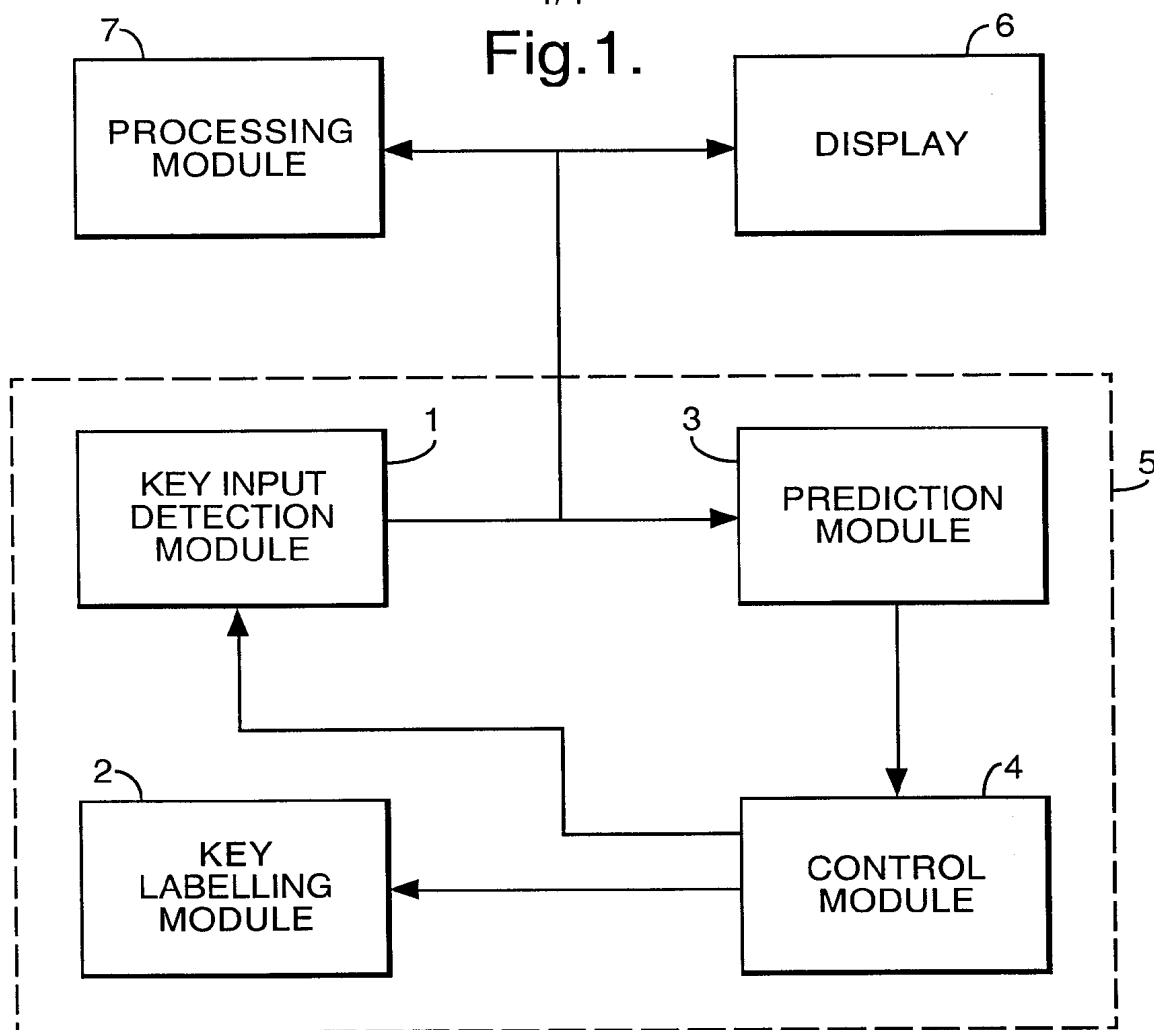 Fig.1.
7
6
PROCESSING
MODULE
DISPLAY
1
3
5
KEY INPUT
DETECTION
MODULE
PREDICTION
MODULE
2
4
KEY
LABELLING
MODULE
CONTROL
MODULE